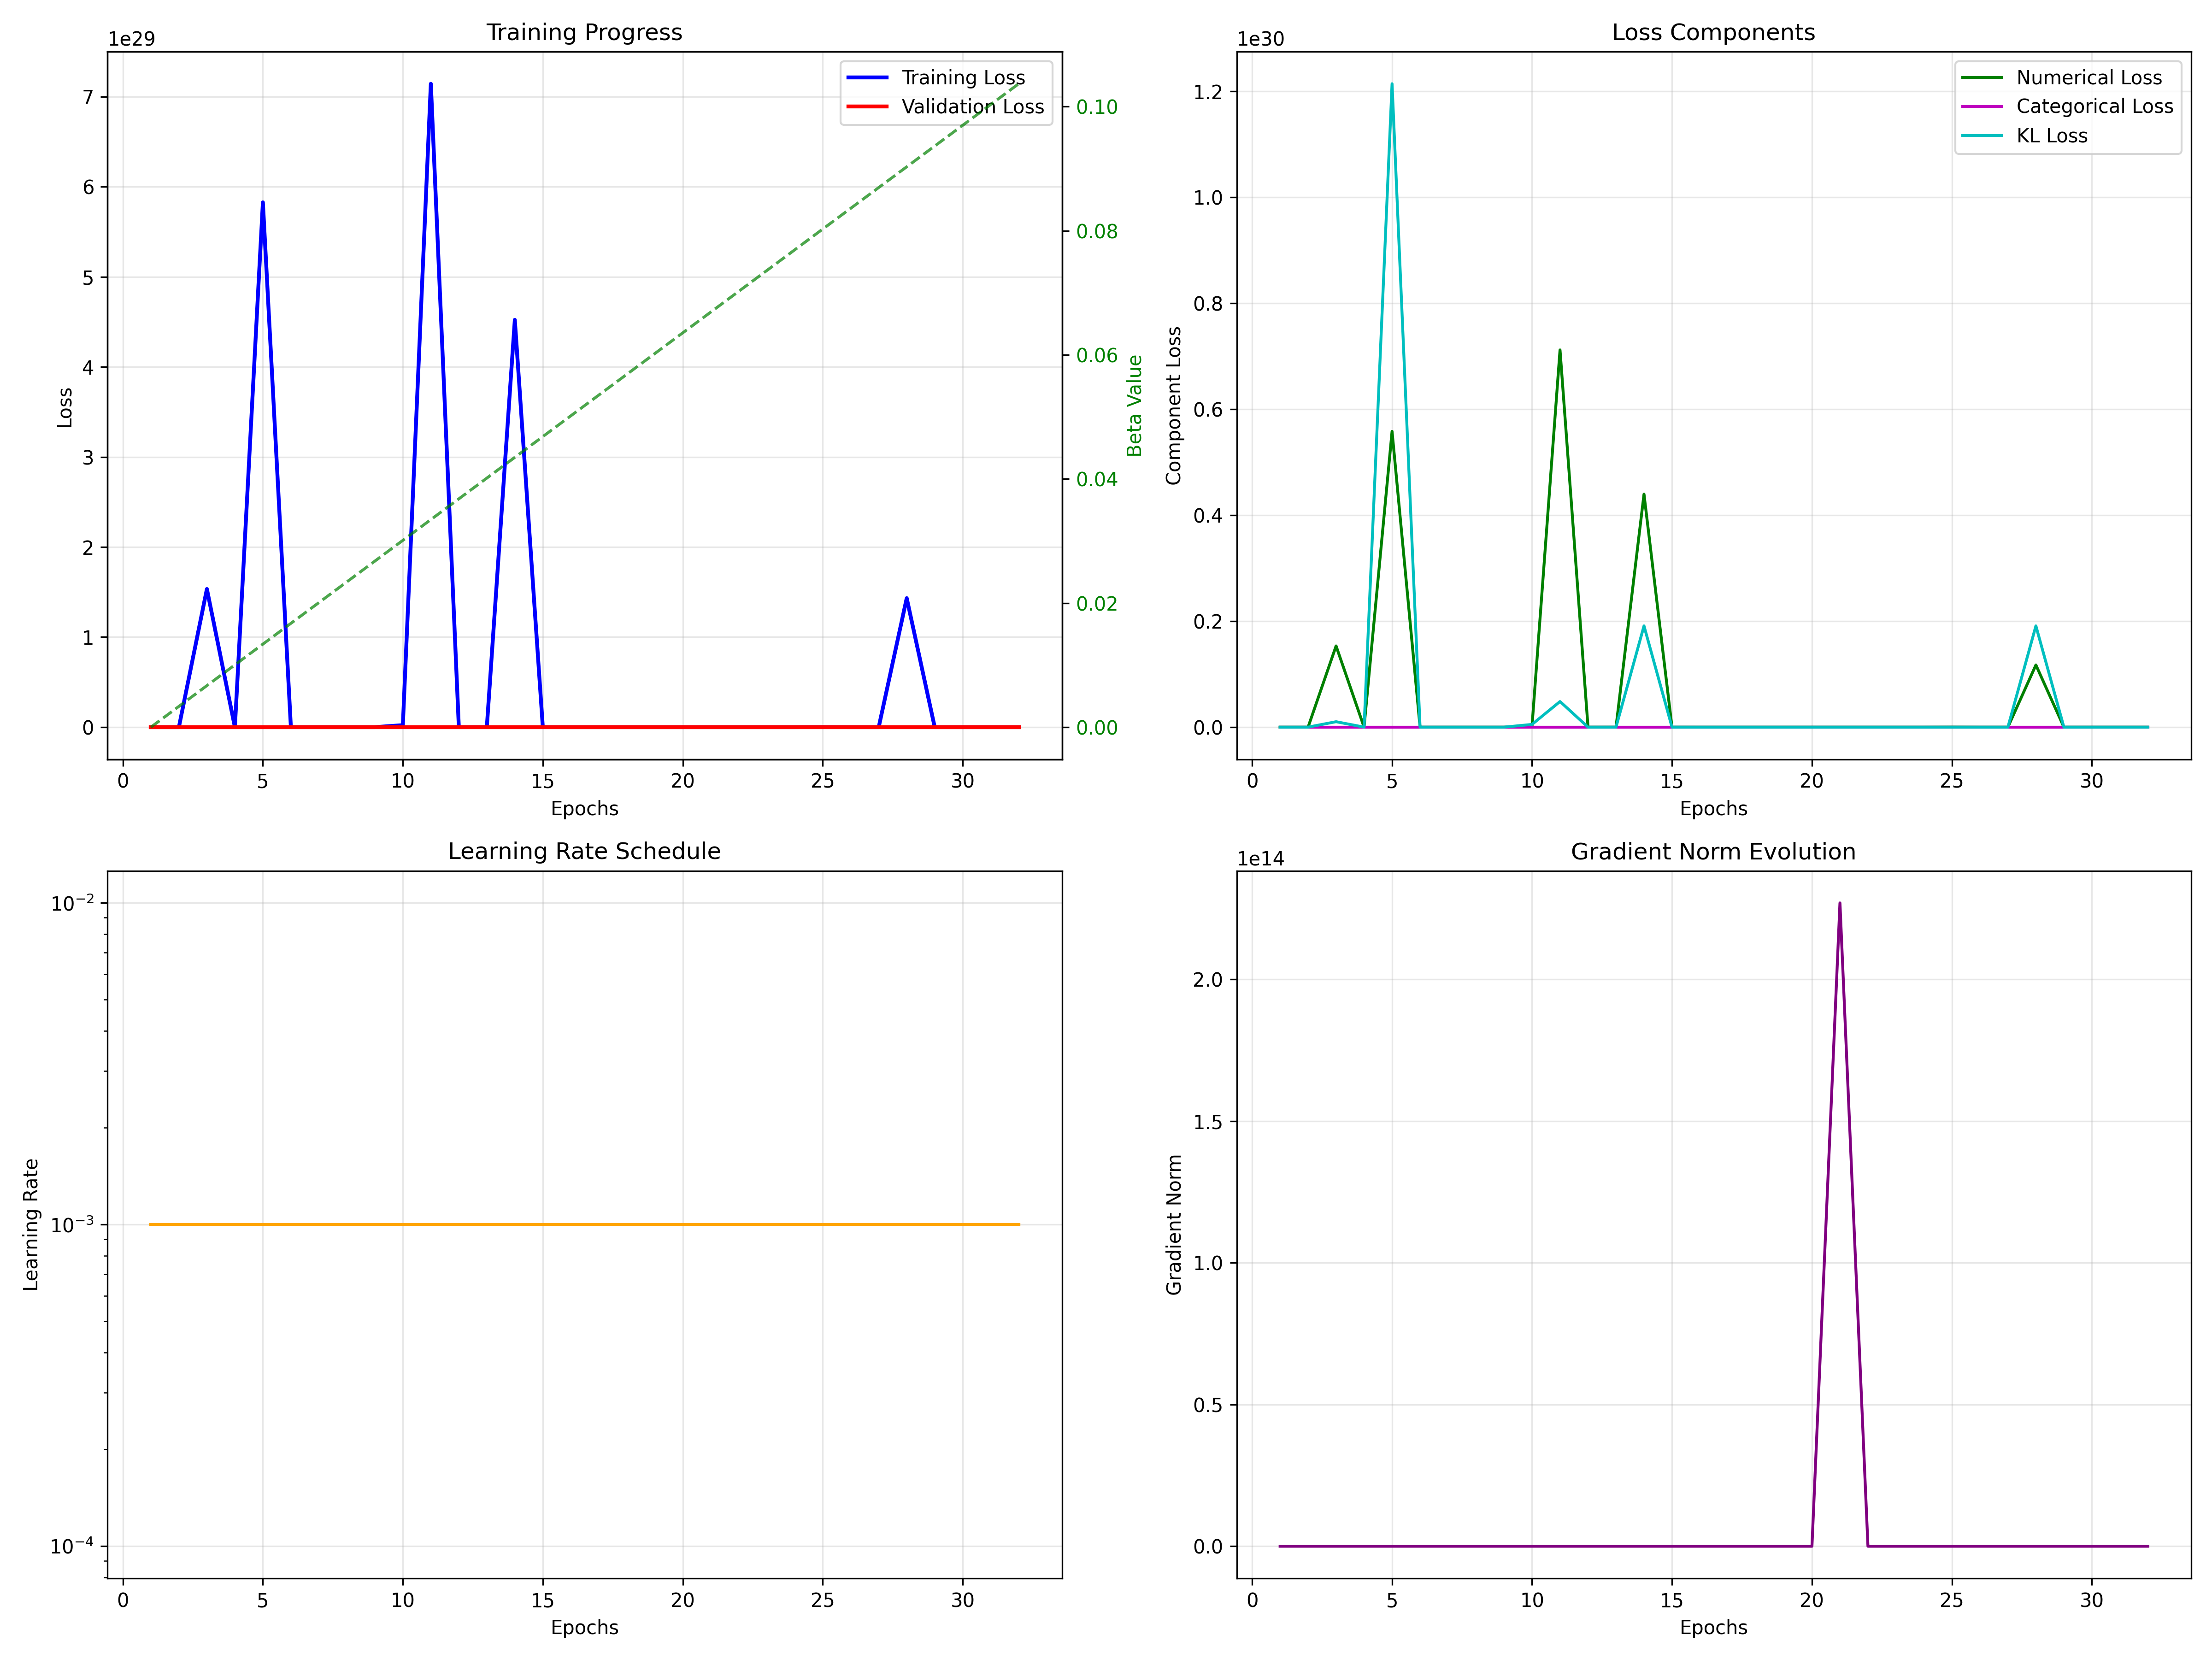 Training Progress
1e29
Training Loss
Validation Loss
7
6
5
4
3
2
1
0
Loss
0.10
0.08
0.06
0.04
0.02
0.00
Beta Value
0 5 10 15 20 25 30
Epochs
Loss Components
1e30
Numerical Loss
Categorical Loss
KL Loss
1.2
1.0
0.8
0.6
0.4
0.2
0.0
Component Loss
0 5 10 15 20 25 30
Epochs
Learning Rate Schedule
10⁻²
10⁻³
10⁻⁴
Learning Rate
0 5 10 15 20 25 30
Epochs
Gradient Norm Evolution
1e14
2.0
1.5
1.0
0.5
0.0
Gradient Norm
0 5 10 15 20 25 30
Epochs